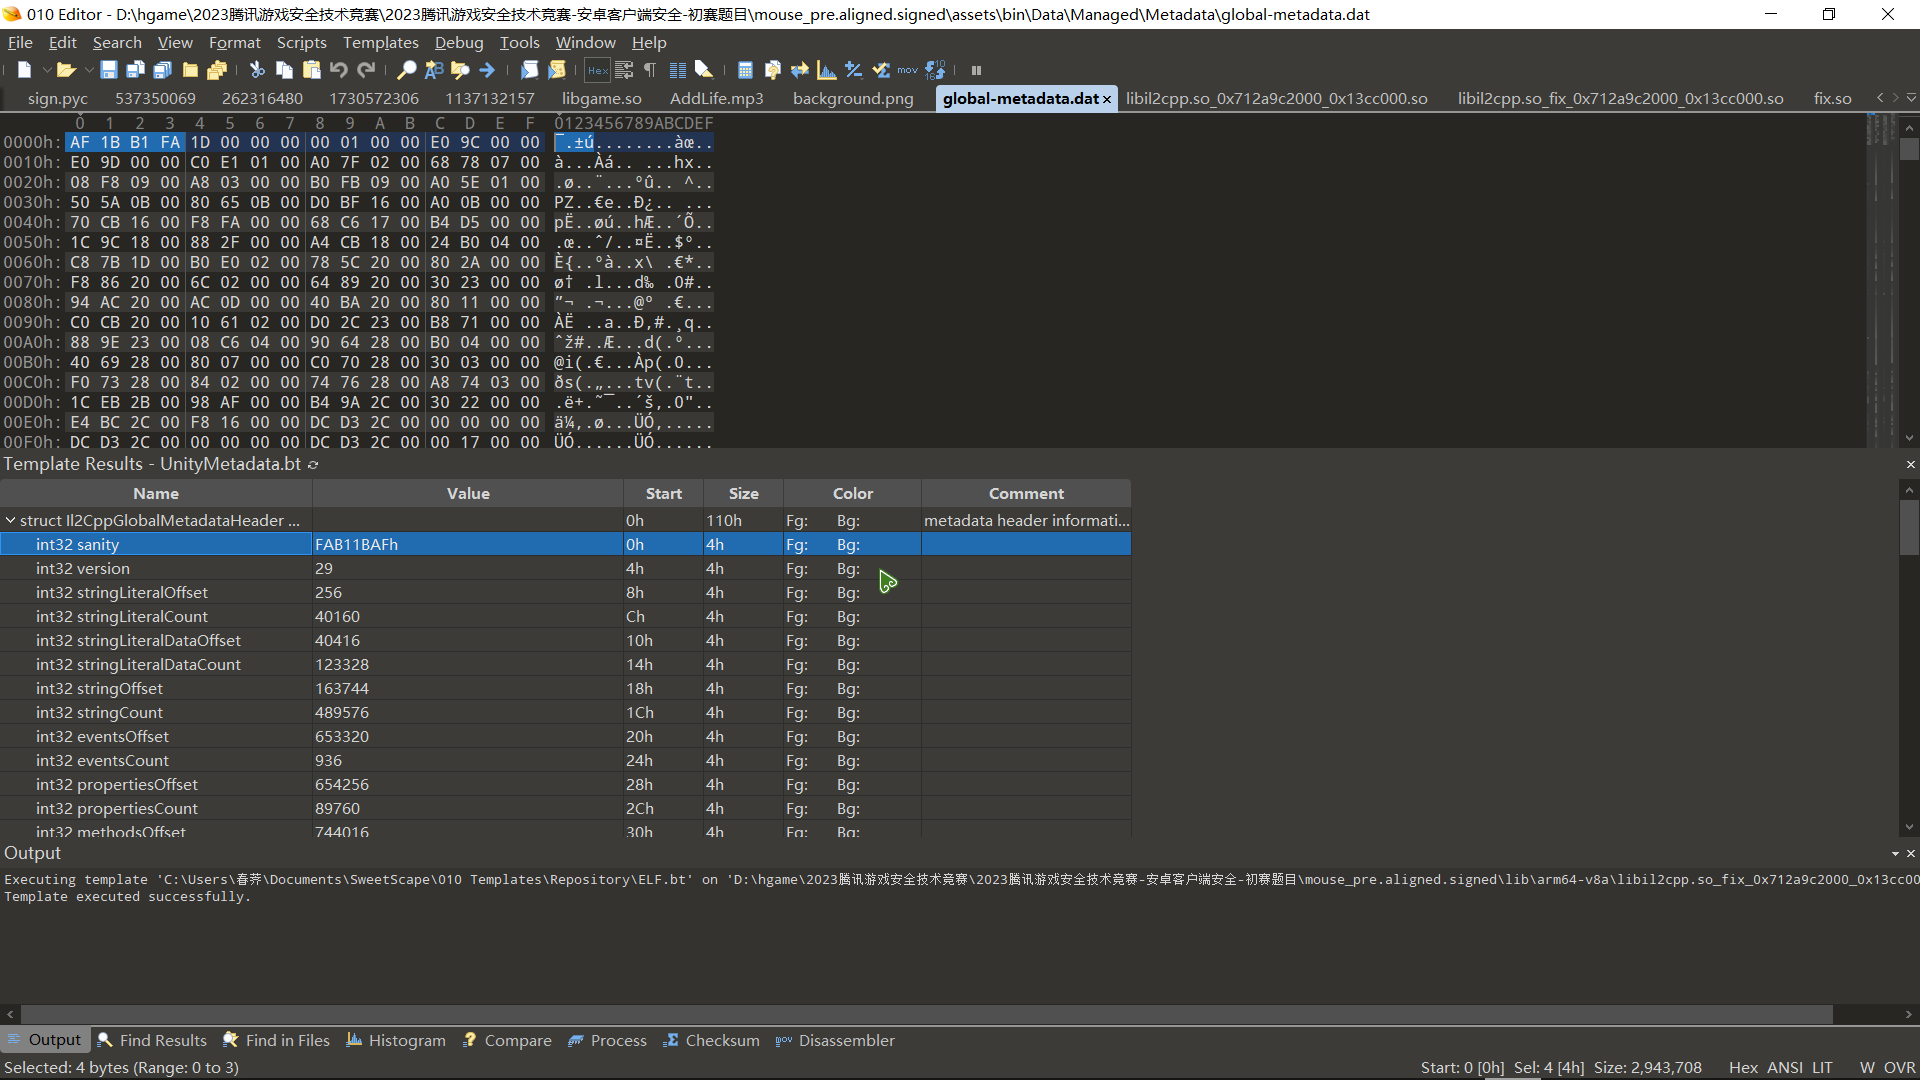 010 Editor - D:\hgame\2023腾讯游戏安全技术竞赛\2023腾讯游戏安全技术竞赛-安卓客户端安全-初赛题目\mouse_pre.aligned.signed\assets\bin\Data\Managed\Metadata\global-metadata.dat
File Edit Search View Format Scripts Templates Debug Tools Window Help
sign.pyc 537350069 262316480 1730572306 1137132157 libgame.so AddLife.mp3 background.png global-metadata.dat libil2cpp.so_0x712a9c2000_0x13cc000.so libil2cpp.so_fix_0x712a9c2000_0x13cc000.so fix.so
0 1 2 3 4 5 6 7 8 9 A B C D E F 0123456789ABCDEF
0000h: AF 1B B1 FA 1D 00 00 00 00 01 00 00 E0 9C 00 00 ¯.±ú........àœ..
0010h: E0 9D 00 00 C0 E1 01 00 A0 7F 02 00 68 78 07 00 à...Àá.. ...hx..
0020h: 08 F8 09 00 A8 03 00 00 B0 FB 09 00 A0 5E 01 00 .ø..¨...°û.. ^..
0030h: 50 5A 0B 00 80 65 0B 00 D0 BF 16 00 A0 0B 00 00 PZ..€e..Ð¿.. ...
0040h: 70 CB 16 00 F8 FA 00 00 68 C6 17 00 B4 D5 00 00 pË..øú..hÆ..´Õ..
0050h: 1C 9C 18 00 88 2F 00 00 A4 CB 18 00 24 B0 04 00 .œ..ˆ/..¤Ë..$°..
0060h: C8 7B 1D 00 B0 E0 02 00 78 5C 20 00 80 2A 00 00 È{..°à..x\ .€*..
0070h: F8 86 20 00 6C 02 00 00 64 89 20 00 30 23 00 00 ø† .l...d‰ .0#..
0080h: 94 AC 20 00 AC 0D 00 00 40 BA 20 00 80 11 00 00 ”¬ .¬...@º .€...
0090h: C0 CB 20 00 10 61 02 00 D0 2C 23 00 B8 71 00 00 ÀË ..a..Ð,#.¸q..
00A0h: 88 9E 23 00 08 C6 04 00 90 64 28 00 B0 04 00 00 ˆž#..Æ...d(.°...
00B0h: 40 69 28 00 80 07 00 00 C0 70 28 00 30 03 00 00 @i(.€...Àp(.0...
00C0h: F0 73 28 00 84 02 00 00 74 76 28 00 A8 74 03 00 ðs(.„...tv(.¨t..
00D0h: 1C EB 2B 00 98 AF 00 00 B4 9A 2C 00 30 22 00 00 .ë+.˜¯..´š,.0"..
00E0h: E4 BC 2C 00 F8 16 00 00 DC D3 2C 00 00 00 00 00 ä¼,.ø...ÜÓ,.....
00F0h: DC D3 2C 00 00 00 00 00 DC D3 2C 00 00 17 00 00 ÜÓ......ÜÓ......
Template Results - UnityMetadata.bt
Name Value Start Size Color Comment
struct Il2CppGlobalMetadataHeader ... 0h 110h Fg: Bg: metadata header informati...
int32 sanity FAB11BAFh 0h 4h Fg: Bg:
int32 version 29 4h 4h Fg: Bg:
int32 stringLiteralOffset 256 8h 4h Fg: Bg:
int32 stringLiteralCount 40160 Ch 4h Fg: Bg:
int32 stringLiteralDataOffset 40416 10h 4h Fg: Bg:
int32 stringLiteralDataCount 123328 14h 4h Fg: Bg:
int32 stringOffset 163744 18h 4h Fg: Bg:
int32 stringCount 489576 1Ch 4h Fg: Bg:
int32 eventsOffset 653320 20h 4h Fg: Bg:
int32 eventsCount 936 24h 4h Fg: Bg:
int32 propertiesOffset 654256 28h 4h Fg: Bg:
int32 propertiesCount 89760 2Ch 4h Fg: Bg:
int32 methodsOffset 744016 30h 4h Fg: Bg:
Output
Executing template 'C:\Users\春荞\Documents\SweetScape\010 Templates\Repository\ELF.bt' on 'D:\hgame\2023腾讯游戏安全技术竞赛\2023腾讯游戏安全技术竞赛-安卓客户端安全-初赛题目\mouse_pre.aligned.signed\lib\arm64-v8a\libil2cpp.so_fix_0x712a9c2000_0x13cc00
Template executed successfully.
Output Find Results Find in Files Histogram Compare Process Checksum Disassembler
Selected: 4 bytes (Range: 0 to 3) Start: 0 [0h] Sel: 4 [4h] Size: 2,943,708 Hex ANSI LIT W OVR